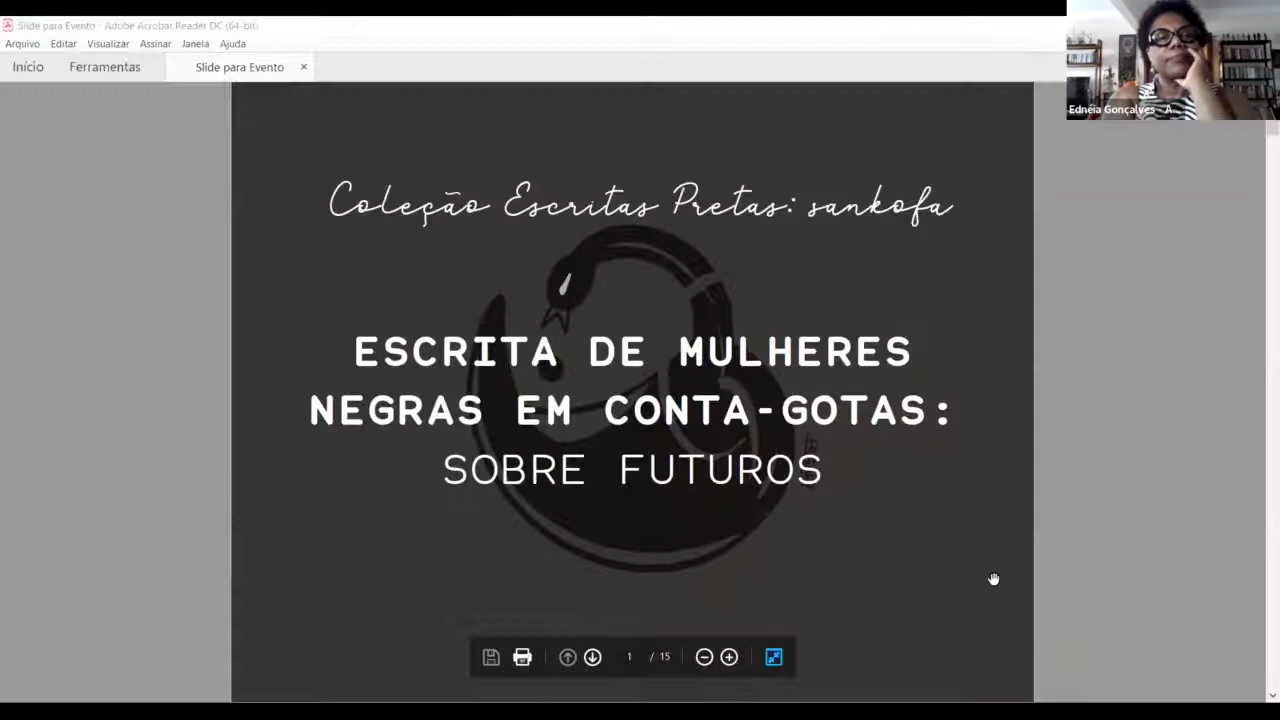 Slide para Evento - Adobe Acrobat Reader DC (64-bit)
Arquivo Editar Visualizar Assinar Janela Ajuda
Início Ferramentas Slide para Evento ×
Ednéia Gonçalves - A...
Coleção Escritas Pretas: sankofa
ESCRITA DE MULHERES
NEGRAS EM CONTA-GOTAS:
SOBRE FUTUROS
1 / 15